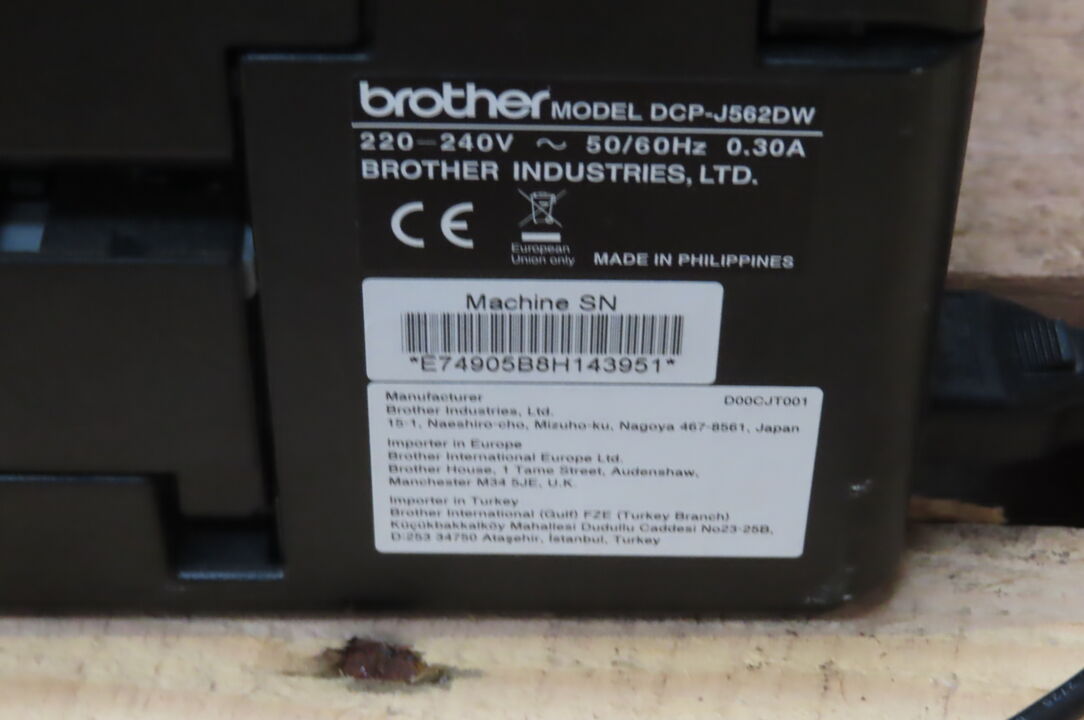 brother MODEL DCP-J562DW
220-240V ~ 50/60Hz 0.30A
BROTHER INDUSTRIES, LTD.
CE
European
Union only
MADE IN PHILIPPINES
Machine SN
*E74905B8H143951*
Manufacturer D00CJT001
Brother Industries, Ltd.
15-1, Naeshiro-cho, Mizuho-ku, Nagoya 467-8561, Japan
Importer in Europe
Brother International Europe Ltd.
Brother House, 1 Tame Street, Audenshaw,
Manchester M34 5JE, U.K.
Importer in Turkey
Brother International (Gulf) FZE (Turkey Branch)
Küçükbakkalköy Mahallesi Dudullu Caddesi No23-25B,
D:253 34750 Ataşehir, İstanbul, Turkey